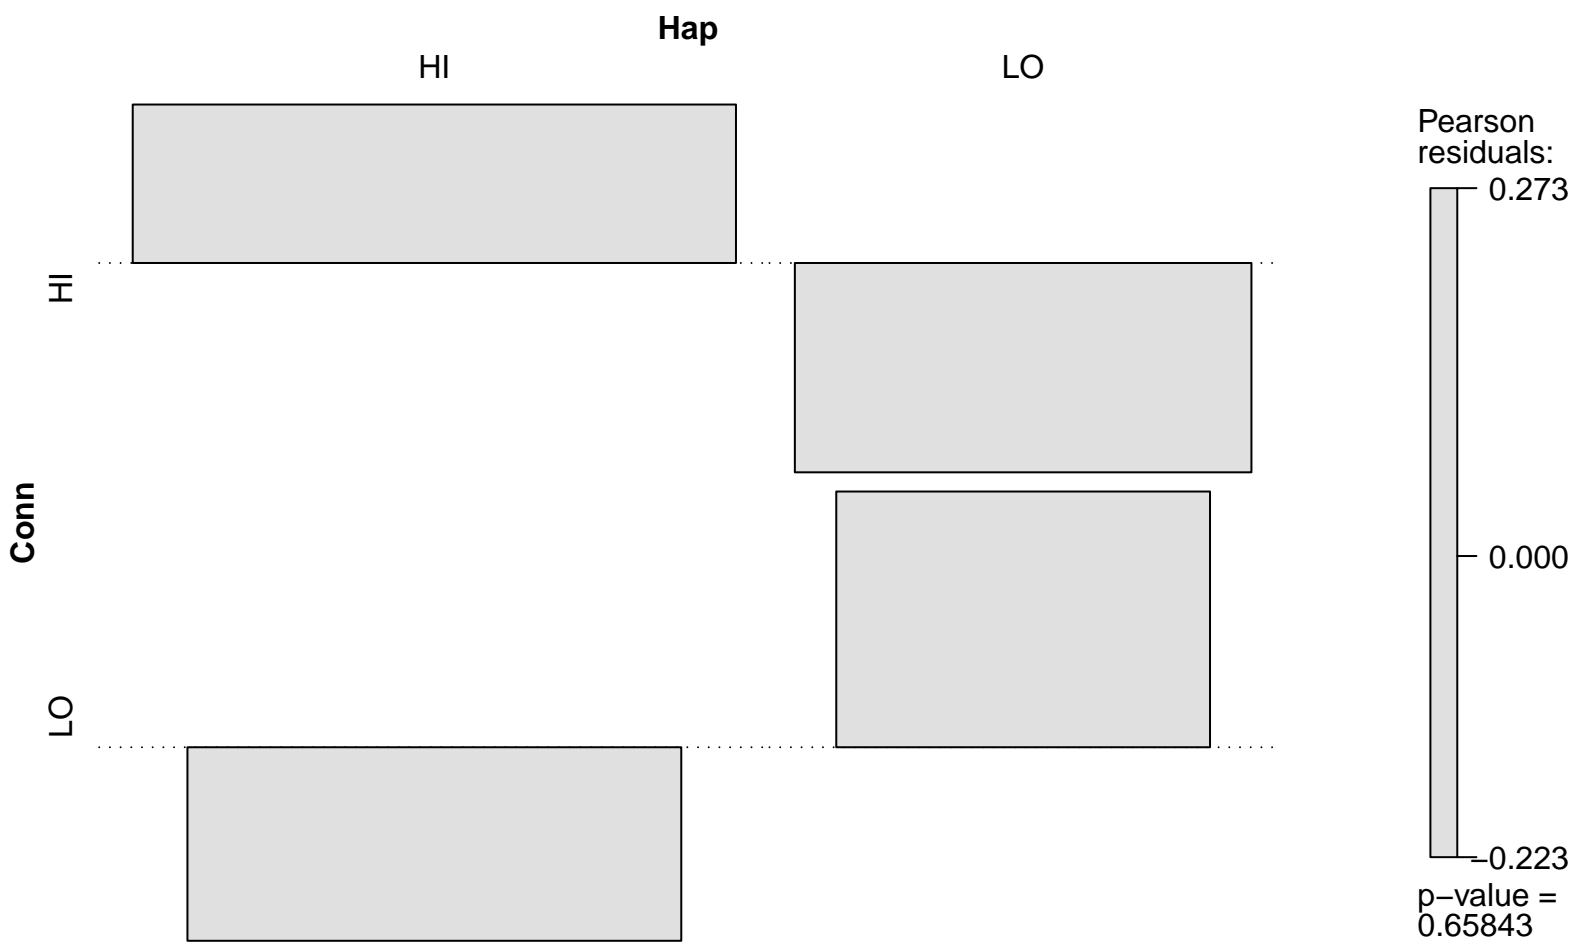 Hap
HI
LO
Conn
HI
LO
Pearson
residuals:
0.273
0.000
−0.223
p−value =
0.65843